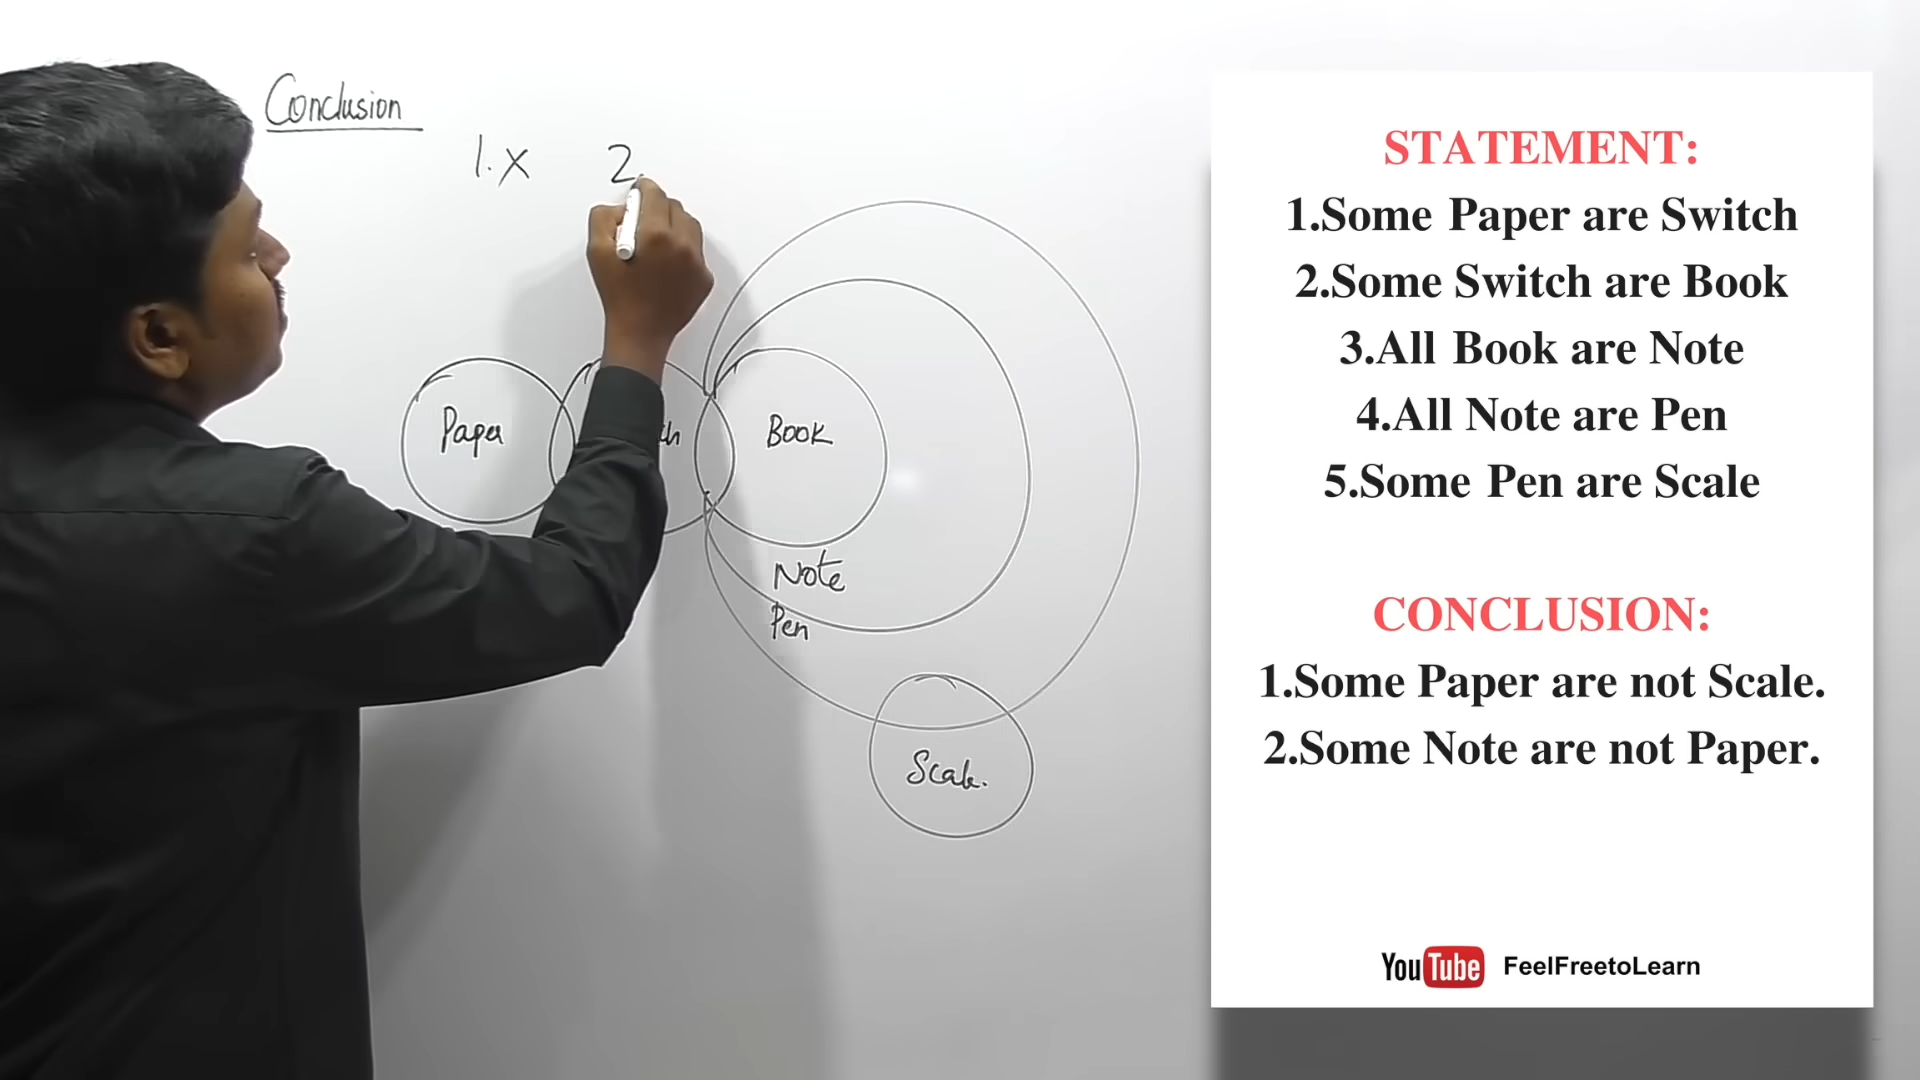 Conclusion
1. X 2.
Paper
Book
Note
Pen
Scale.
STATEMENT:
1.Some Paper are Switch
2.Some Switch are Book
3.All Book are Note
4.All Note are Pen
5.Some Pen are Scale
CONCLUSION:
1.Some Paper are not Scale.
2.Some Note are not Paper.
YouTube FeelFreetoLearn